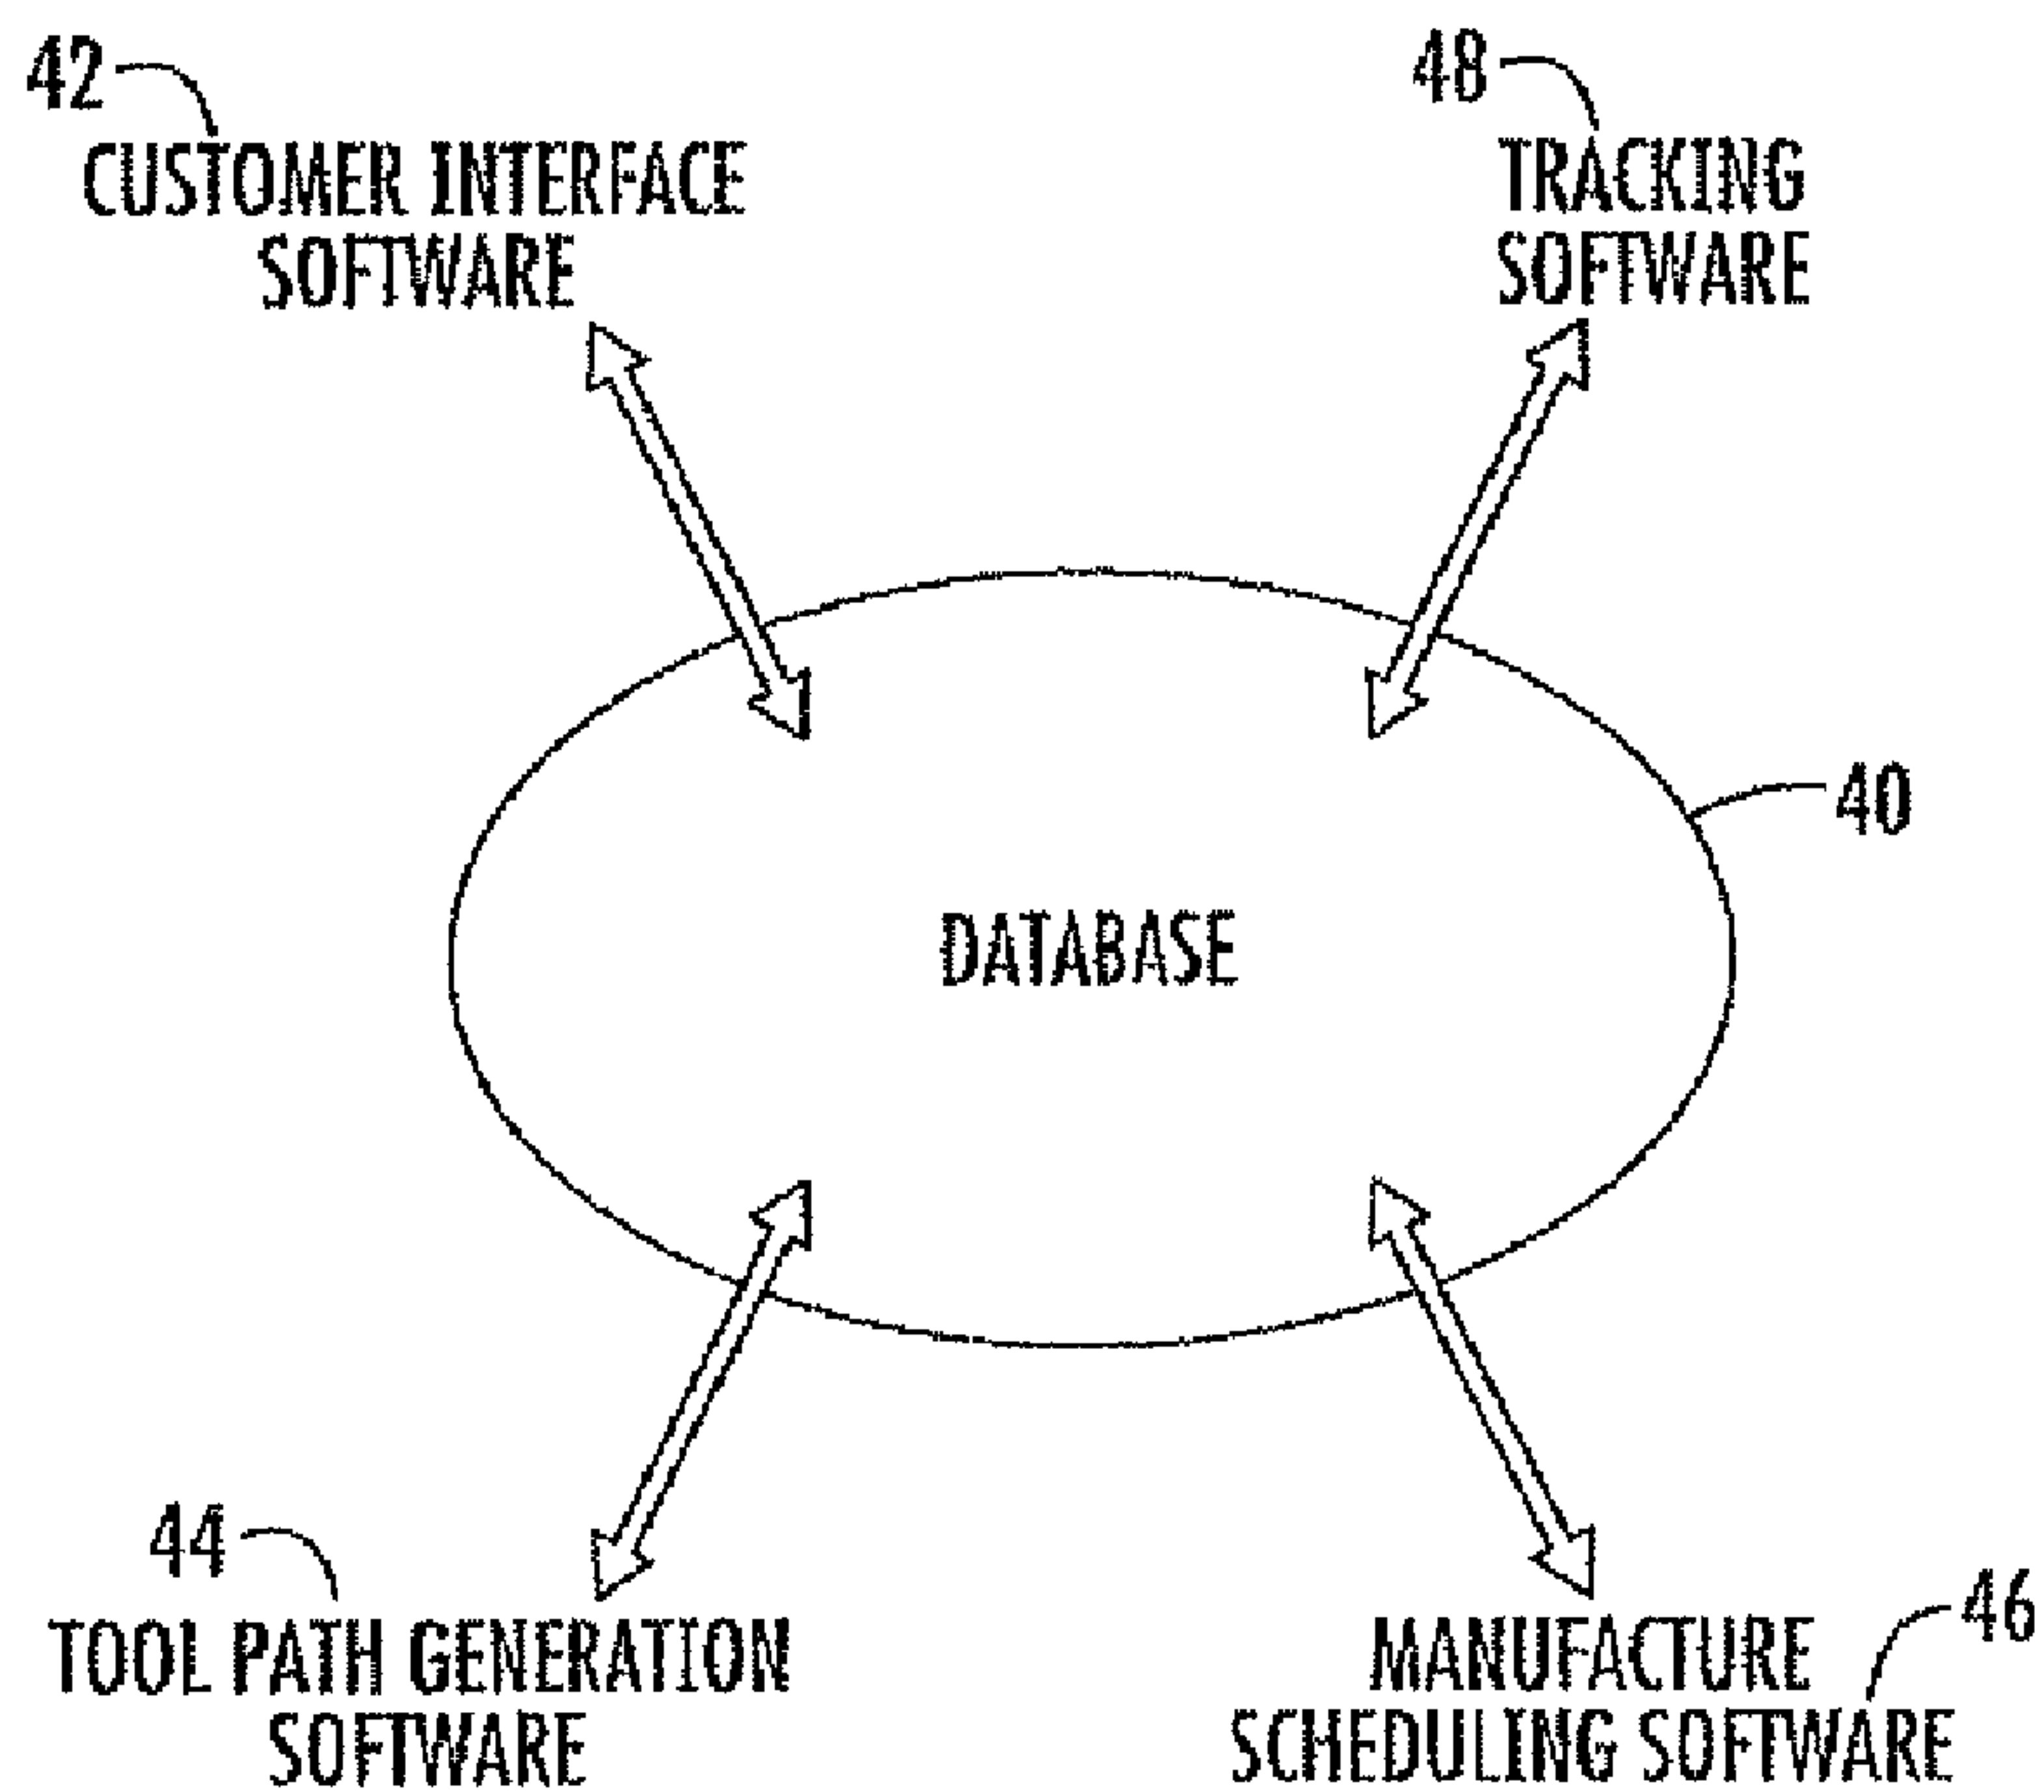 42
48
CUSTOMER INTERFACE
SOFTWARE
TRACKING
SOFTWARE
40
DATABASE
44
46
TOOL PATH GENERATION
SOFTWARE
MANUFACTURE
SCHEDULING SOFTWARE